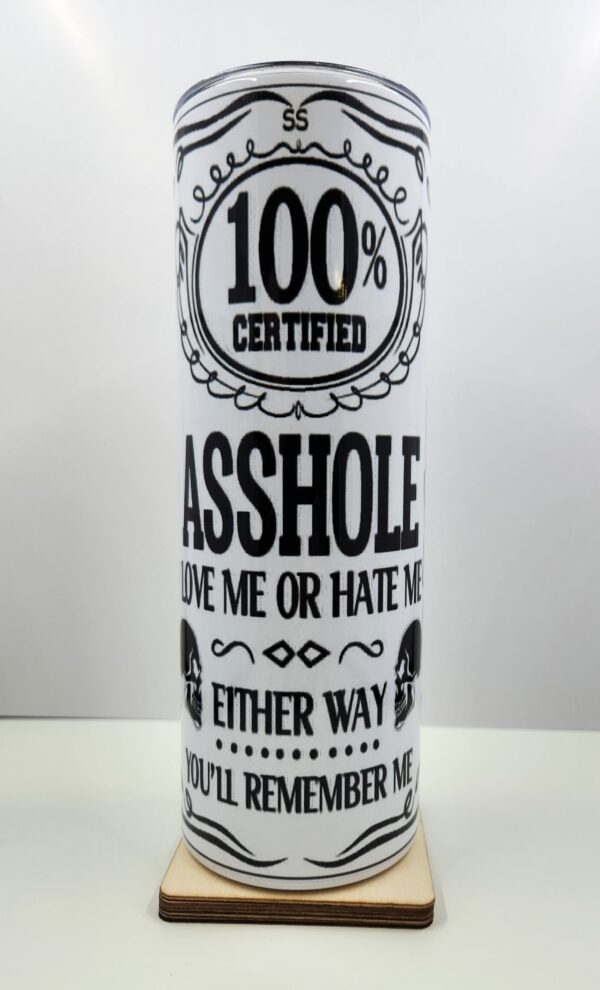 SS
100%
CERTIFIED
ASSHOLE
LOVE ME OR HATE ME
EITHER WAY
YOU'LL REMEMBER ME